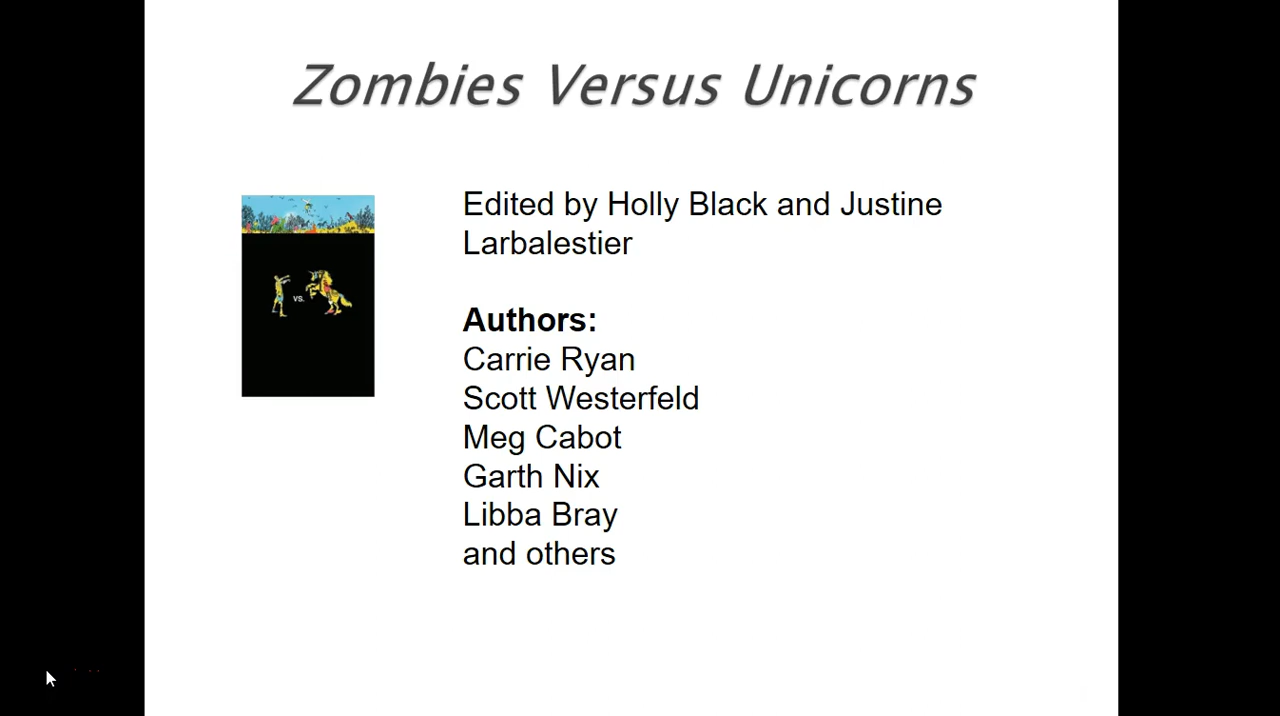 Zombies Versus Unicorns
Edited by Holly Black and Justine
Larbalestier
Authors:
Carrie Ryan
Scott Westerfeld
Meg Cabot
Garth Nix
Libba Bray
and others
VS.